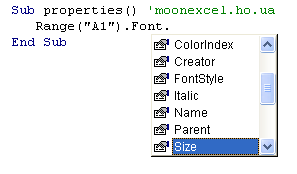 Sub properties() 'moonexcel.ho.ua
Range("A1").Font.
End Sub
ColorIndex
Creator
FontStyle
Italic
Name
Parent
Size